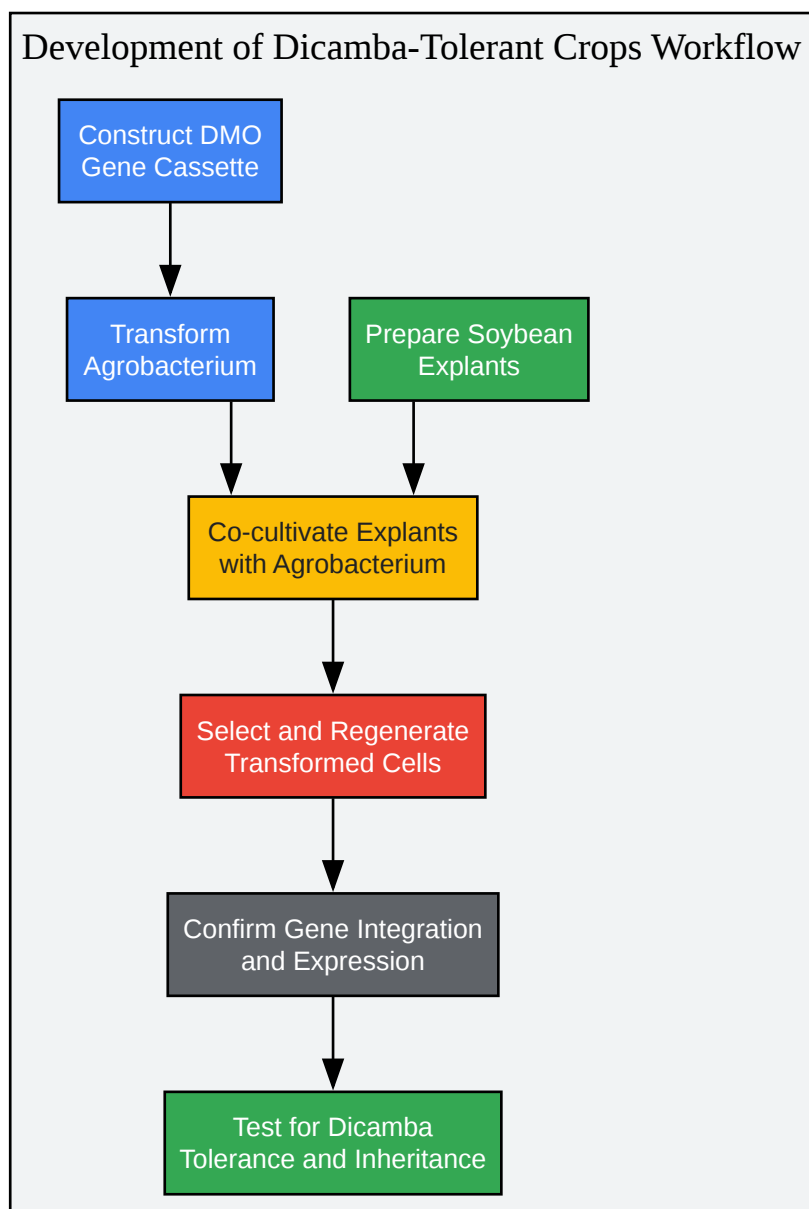 Development of Dicamba-Tolerant Crops Workflow
Construct DMO
Gene Cassette
Transform
Agrobacterium
Prepare Soybean
Explants
Co-cultivate Explants
with Agrobacterium
Select and Regenerate
Transformed Cells
Confirm Gene Integration
and Expression
Test for Dicamba
Tolerance and Inheritance